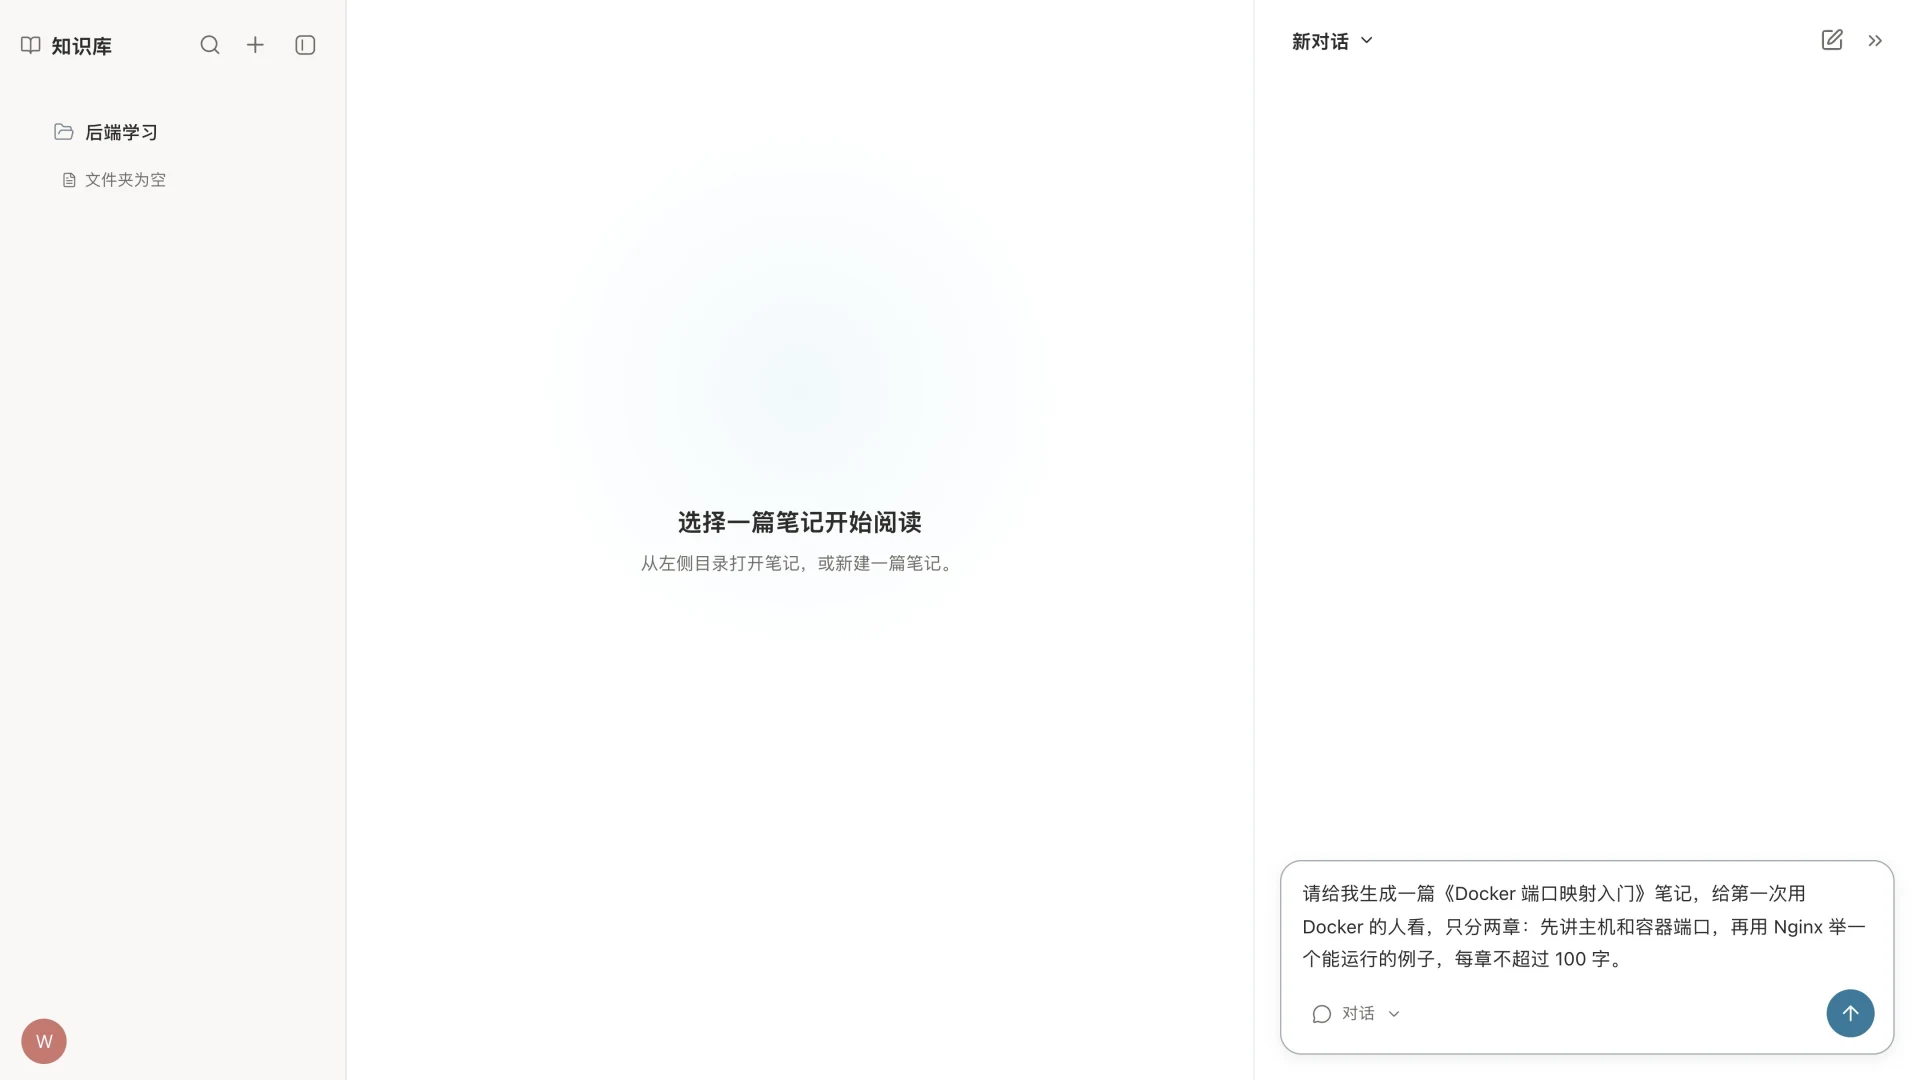 知识库
后端学习
文件夹为空
W
选择一篇笔记开始阅读
从左侧目录打开笔记，或新建一篇笔记。
新对话
请给我生成一篇《Docker 端口映射入门》笔记，给第一次用
Docker 的人看，只分两章：先讲主机和容器端口，再用 Nginx 举一
个能运行的例子，每章不超过 100 字。
对话